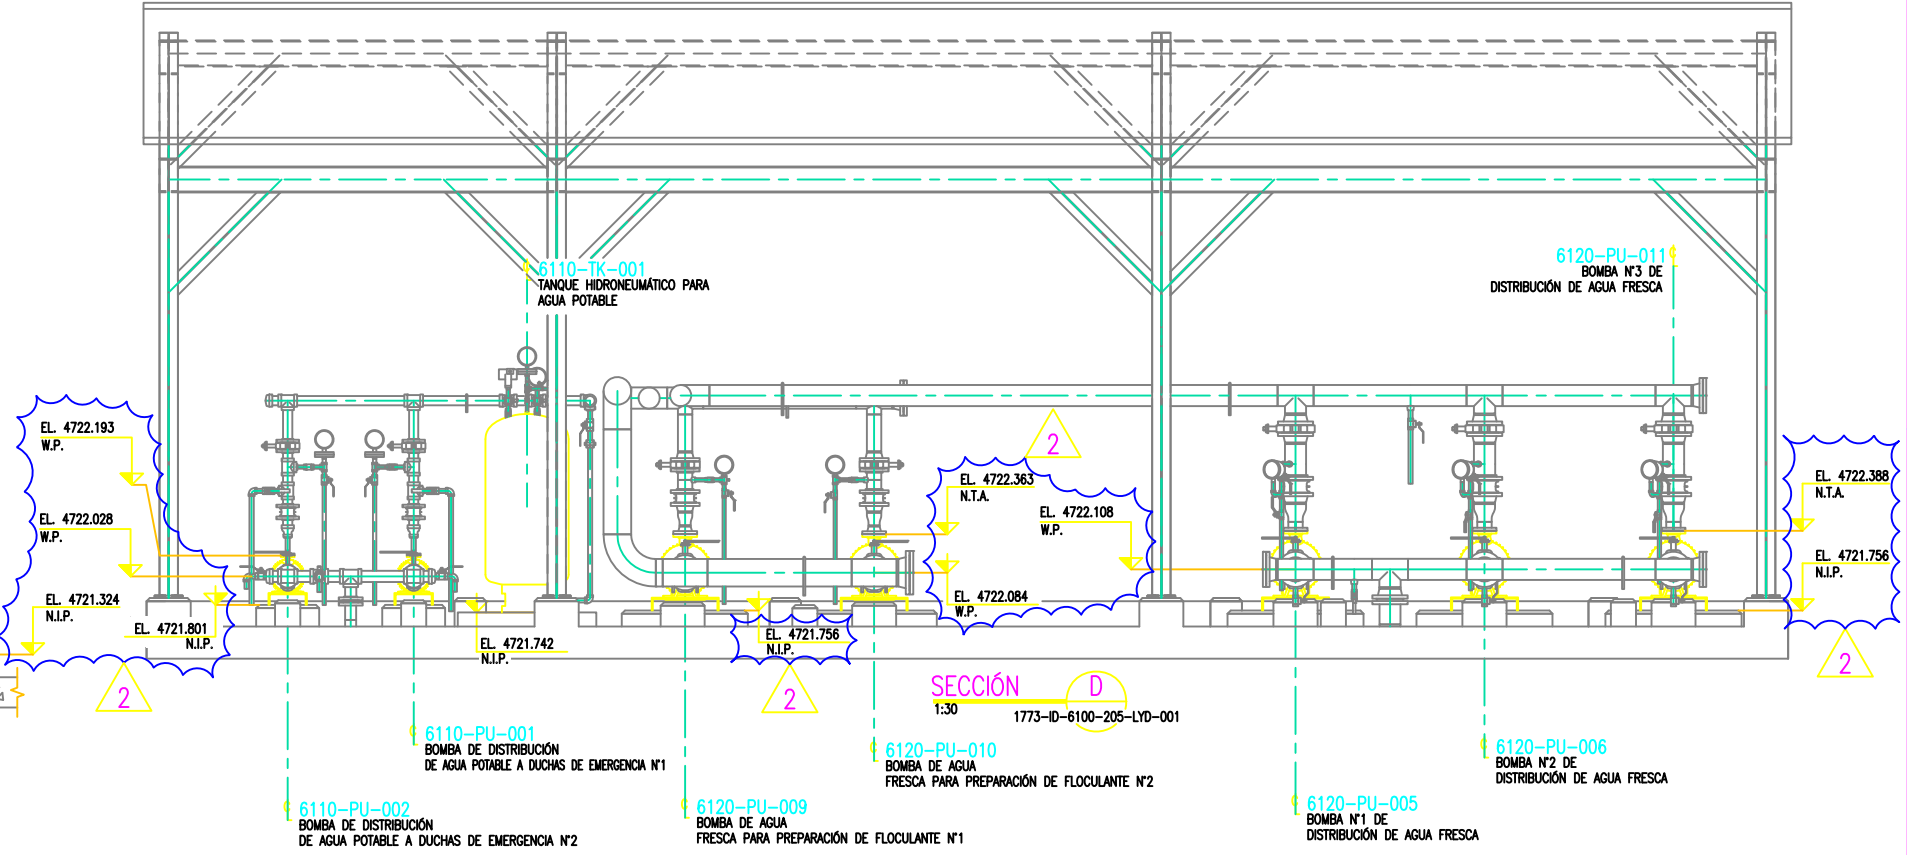 6110-TK-001
TANQUE HIDRONEUMÁTICO PARA
AGUA POTABLE
6120-PU-011
BOMBA N°3 DE
DISTRIBUCIÓN DE AGUA FRESCA
EL. 4722.193
W.P.
EL. 4722.028
W.P.
EL. 4721.324
N.I.P.
EL. 4721.801
N.I.P.
2
EL. 4721.742
N.I.P.
EL. 4721.756
N.I.P.
2
2
EL. 4722.363
N.T.A.
EL. 4722.108
W.P.
EL. 4722.084
W.P.
EL. 4722.388
N.T.A.
EL. 4721.756
N.I.P.
2
SECCIÓN
D
1:30
1773-ID-6100-205-LYD-001
6110-PU-001
BOMBA DE DISTRIBUCIÓN
DE AGUA POTABLE A DUCHAS DE EMERGENCIA N°1
6120-PU-010
BOMBA DE AGUA
FRESCA PARA PREPARACIÓN DE FLOCULANTE N°2
6120-PU-006
BOMBA N°2 DE
DISTRIBUCIÓN DE AGUA FRESCA
6110-PU-002
BOMBA DE DISTRIBUCIÓN
DE AGUA POTABLE A DUCHAS DE EMERGENCIA N°2
6120-PU-009
BOMBA DE AGUA
FRESCA PARA PREPARACIÓN DE FLOCULANTE N°1
6120-PU-005
BOMBA N°1 DE
DISTRIBUCIÓN DE AGUA FRESCA